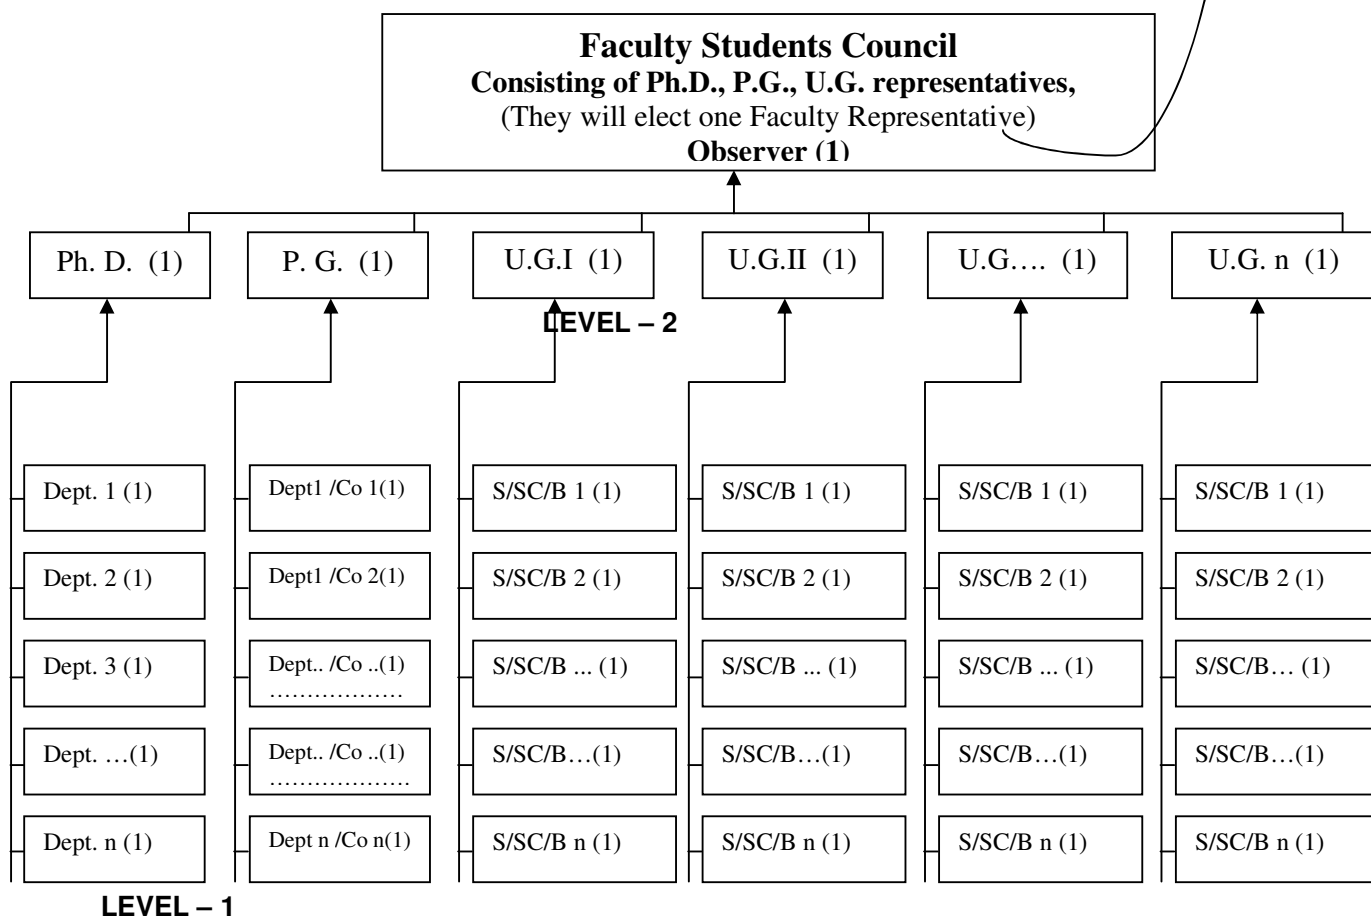 Faculty Students Council
Consisting of Ph.D., P.G., U.G. representatives,
(They will elect one Faculty Representative)
Observer (1)
Ph. D. (1)
P. G. (1)
U.G.I (1)
U.G.II (1)
U.G…. (1)
U.G. n (1)
LEVEL – 2
Dept. 1 (1)
Dept1 /Co 1(1)
S/SC/B 1 (1)
S/SC/B 1 (1)
S/SC/B 1 (1)
S/SC/B 1 (1)
Dept. 2 (1)
Dept1 /Co 2(1)
S/SC/B 2 (1)
S/SC/B 2 (1)
S/SC/B 2 (1)
S/SC/B 2 (1)
Dept. 3 (1)
Dept.. /Co ..(1)
………………
S/SC/B ... (1)
S/SC/B ... (1)
S/SC/B ... (1)
S/SC/B… (1)
Dept. …(1)
Dept.. /Co ..(1)
……………….
S/SC/B…(1)
S/SC/B…(1)
S/SC/B…(1)
S/SC/B…(1)
Dept. n (1)
Dept n /Co n(1)
S/SC/B n (1)
S/SC/B n (1)
S/SC/B n (1)
S/SC/B n (1)
LEVEL – 1